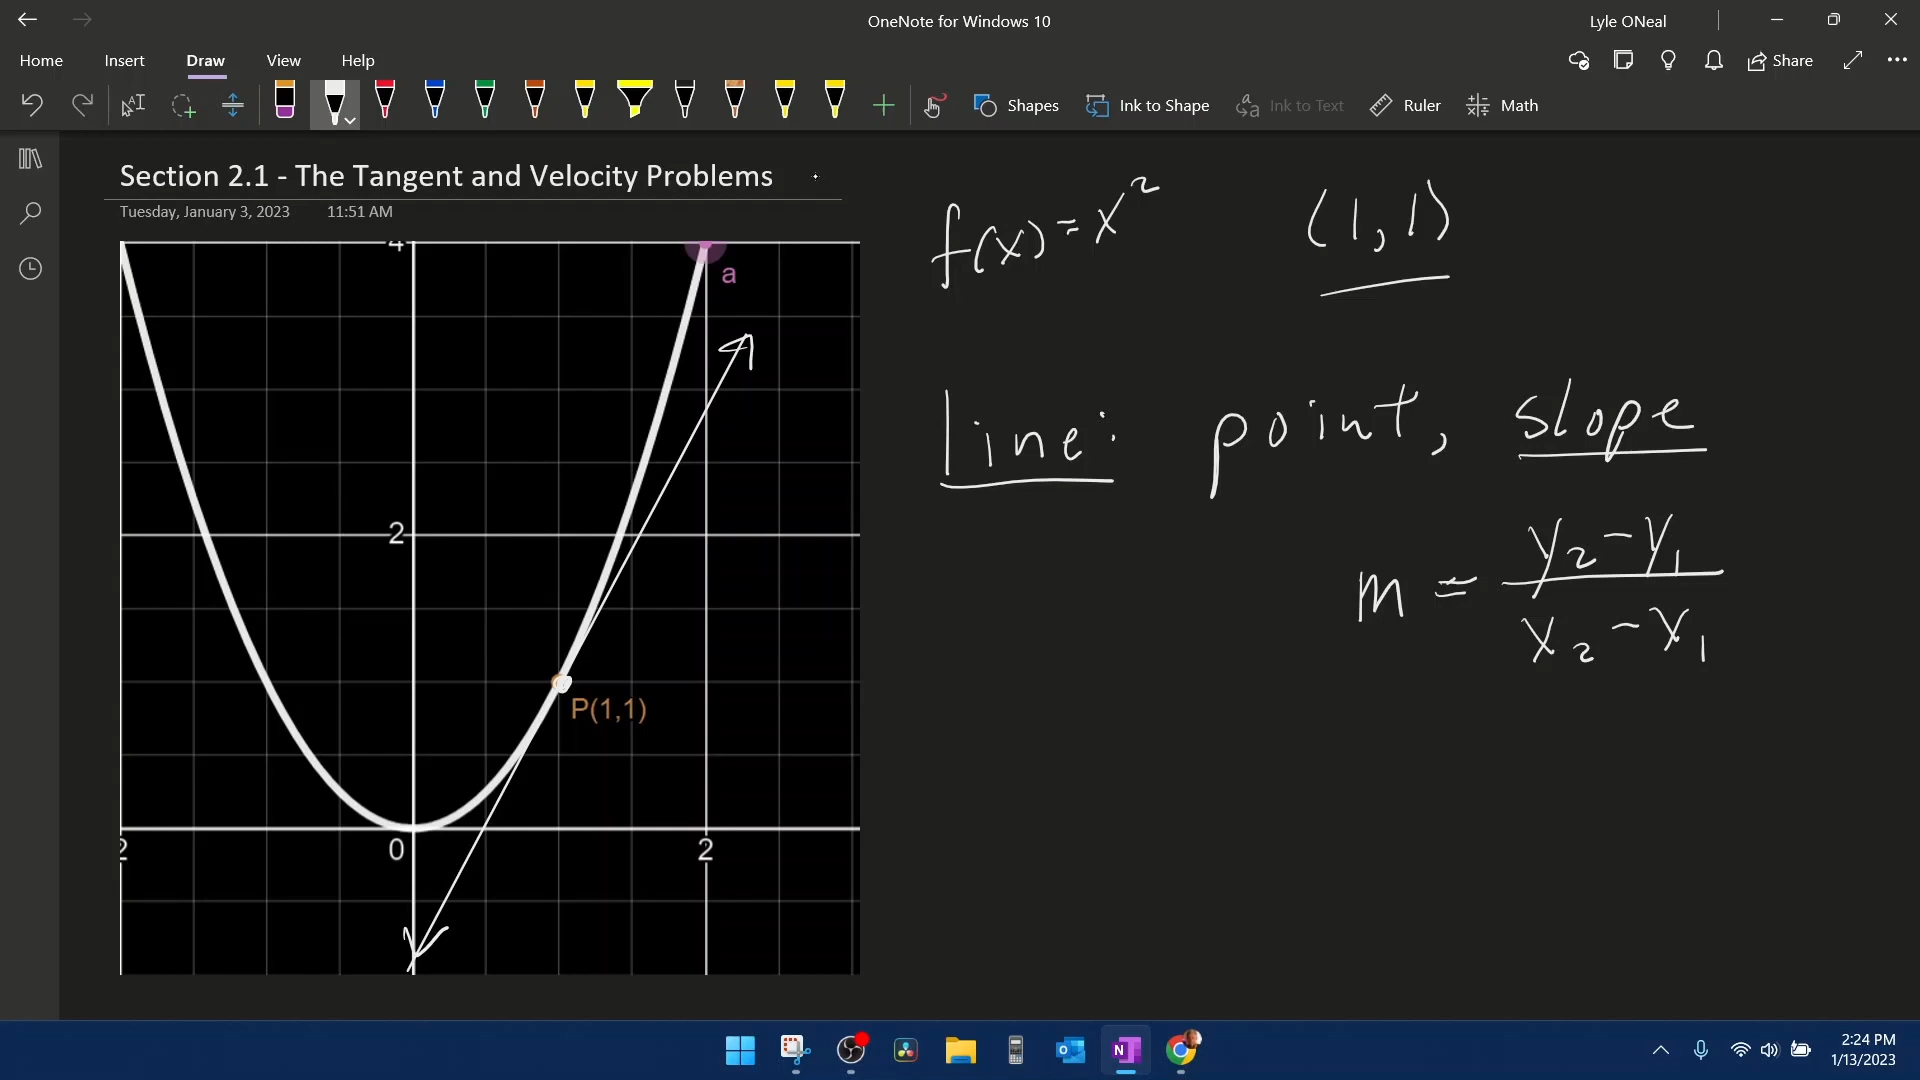 OneNote for Windows 10
Lyle ONeal
Home Insert Draw View Help
Share
Shapes Ink to Shape Ink to Text Ruler Math
Section 2.1 - The Tangent and Velocity Problems
Tuesday, January 3, 2023 11:51 AM
f(x) = x² (1,1)
4
a
line: point, slope
2
m = y₂ - y₁ / x₂ - x₁
P(1,1)
2 0 2
2:24 PM
1/13/2023